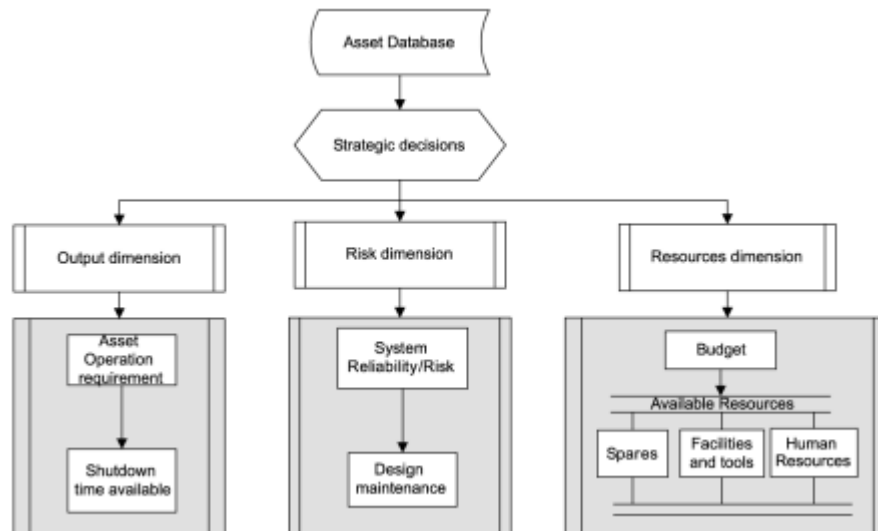 Asset Database
Strategic decisions
Output dimension
Risk dimension
Resources dimension
Asset
Operation
requirement
Shutdown
time available
System
Reliability/Risk
Design
maintenance
Budget
Available Resources
Spares
Facilities
and tools
Human
Resources